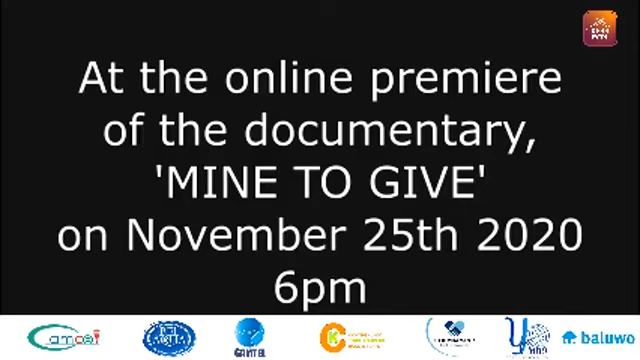 At the online premiere
of the documentary,
'MINE TO GIVE'
on November 25th 2020
6pm
baluwo